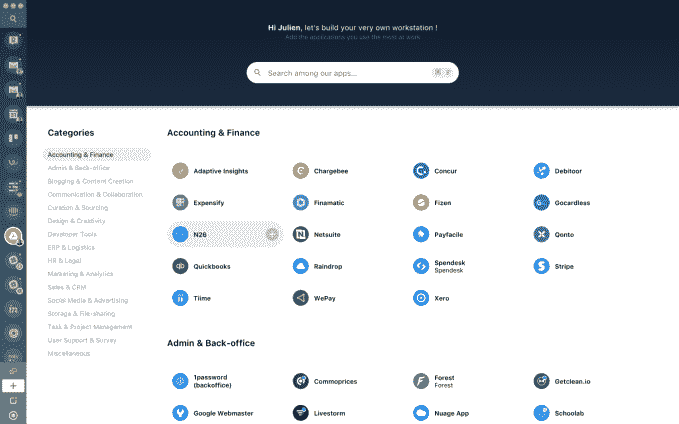 Hi Julien, let's build your very own workstation !
Add the applications you use the most at work
Search among our apps...
Categories
Accounting & Finance
Admin & Back-office
Blogging & Content Creation
Communication & Collaboration
Curation & Sourcing
Design & Creativity
Developer Tools
ERP & Logistics
HR & Legal
Marketing & Analytics
Sales & CRM
Social Media & Advertising
Storage & File-sharing
Task & Project Management
User Support & Survey
Miscellaneous
Accounting & Finance
Adaptive Insights
Chargebee
Concur
Debitoor
Expensify
Finamatic
Fizen
Gocardless
N26
Netsuite
Payfacile
Qonto
Quickbooks
Raindrop
Spendesk
Spendesk
Stripe
Tiime
WePay
Xero
Admin & Back-office
1password
(backoffice)
Commoprices
Forest
Forest
Getclean.io
Google Webmaster
Livestorm
Nuage App
Schoolab